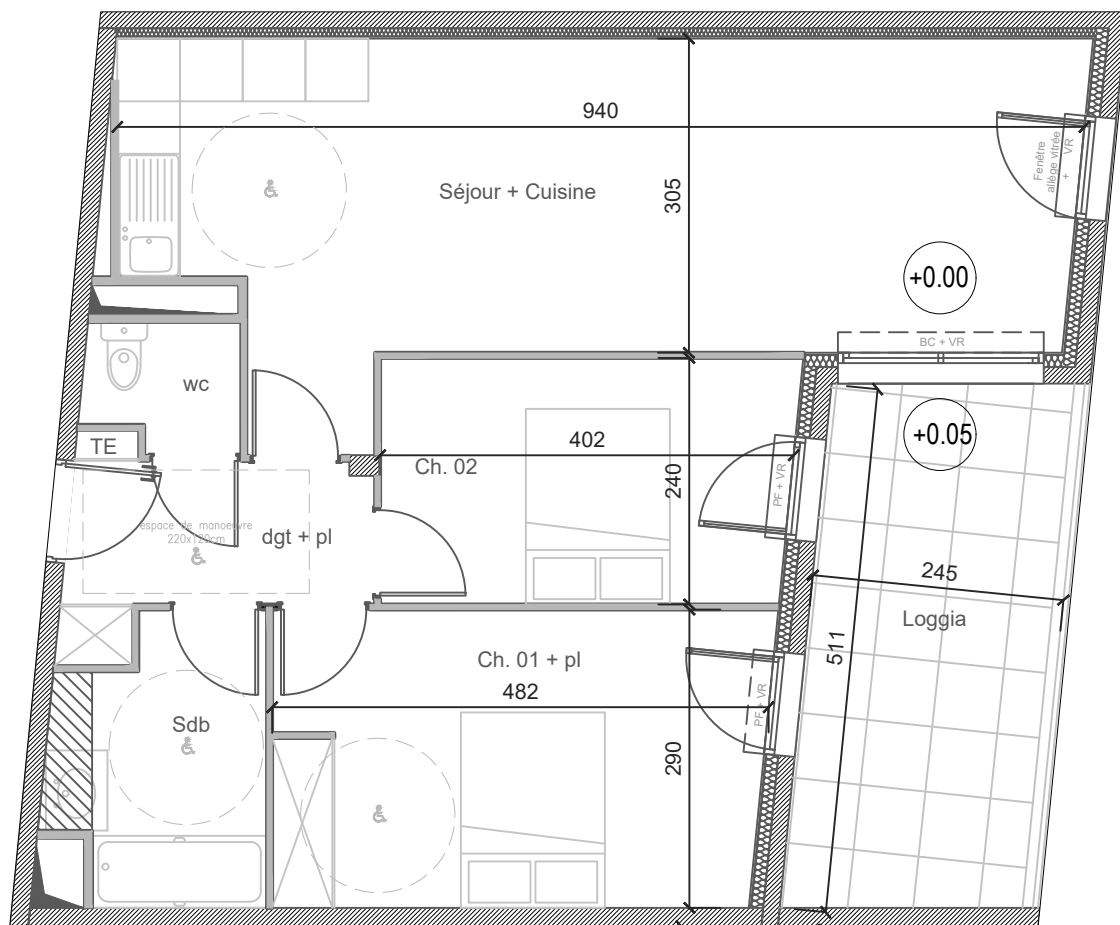 940
Séjour + Cuisine
305
Fenêtre
allège vitrée
+
VR
+0.00
BC + VR
wc
TE
+0.05
402
Ch. 02
240
PF + VR
espace de manoeuvre
220x120cm
dgt + pl
245
Loggia
511
Ch. 01 + pl
482
PF + VR
Sdb
290